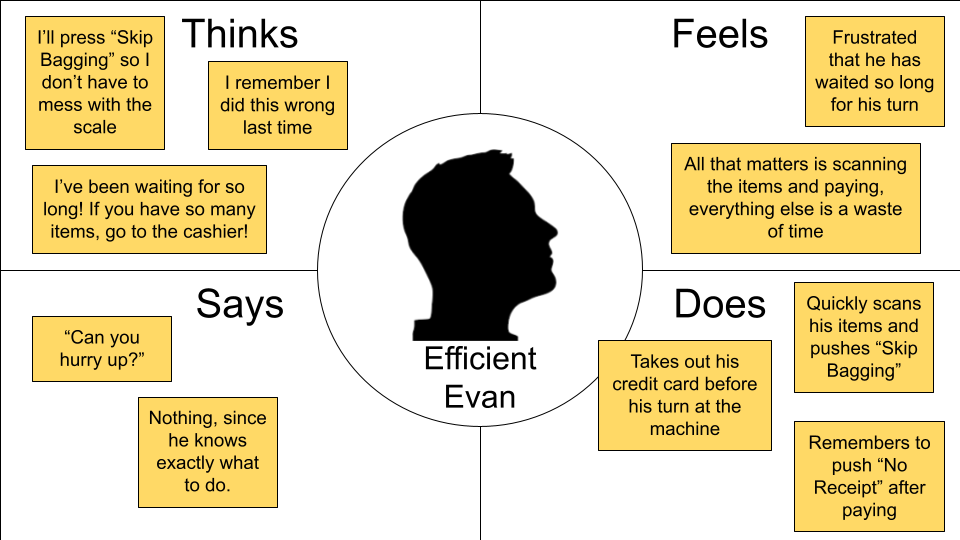 Thinks
I’ll press “Skip
Bagging” so I
don’t have to
mess with the
scale
I remember I
did this wrong
last time
I’ve been waiting for so
long! If you have so many
items, go to the cashier!
Feels
Frustrated
that he has
waited so long
for his turn
All that matters is scanning
the items and paying,
everything else is a waste
of time
Efficient
Evan
Says
“Can you
hurry up?”
Nothing, since
he knows
exactly what
to do.
Does
Quickly scans
his items and
pushes “Skip
Bagging”
Takes out his
credit card before
his turn at the
machine
Remembers to
push “No
Receipt” after
paying